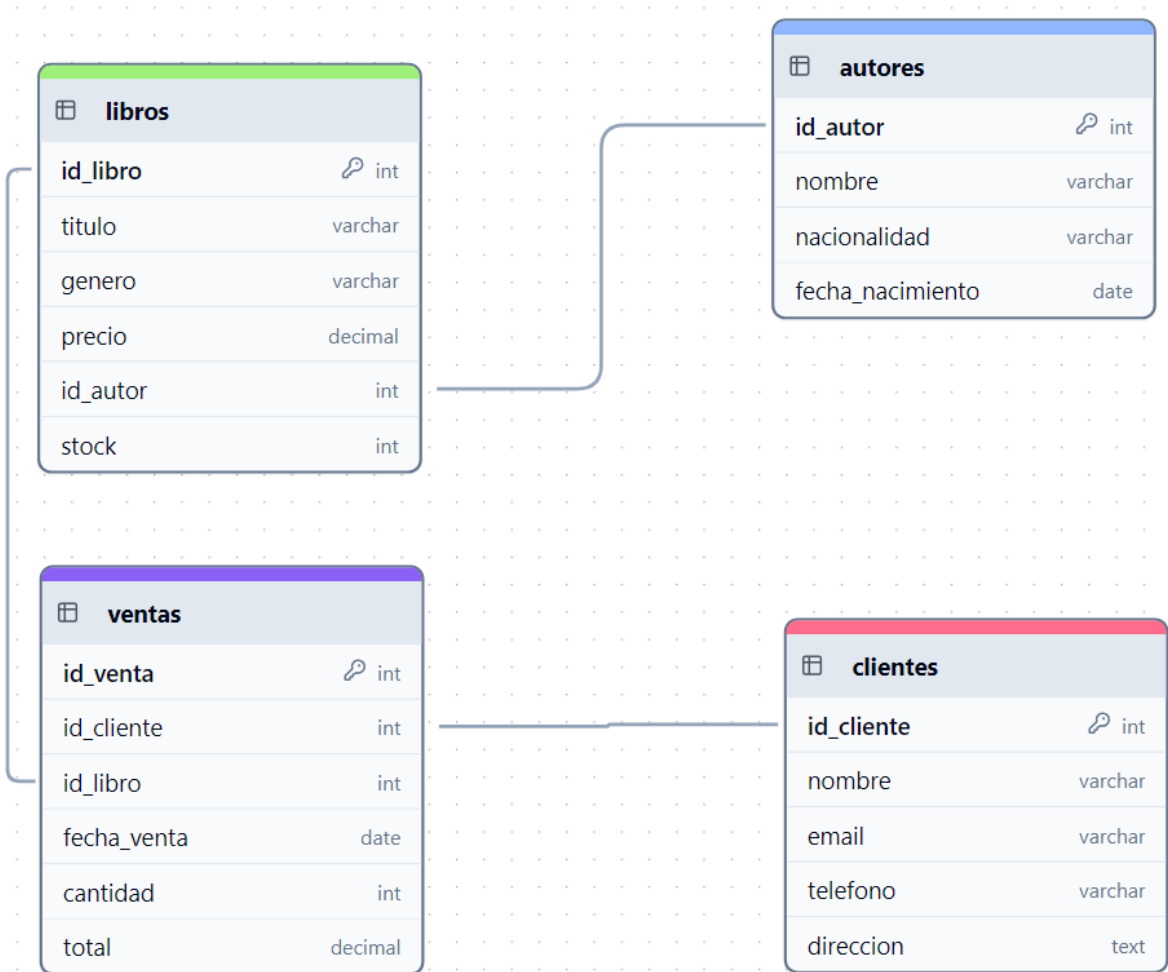 libros
id_libro int
titulo varchar
genero varchar
precio decimal
id_autor int
stock int
autores
id_autor int
nombre varchar
nacionalidad varchar
fecha_nacimiento date
ventas
id_venta int
id_cliente int
id_libro int
fecha_venta date
cantidad int
total decimal
clientes
id_cliente int
nombre varchar
email varchar
telefono varchar
direccion text